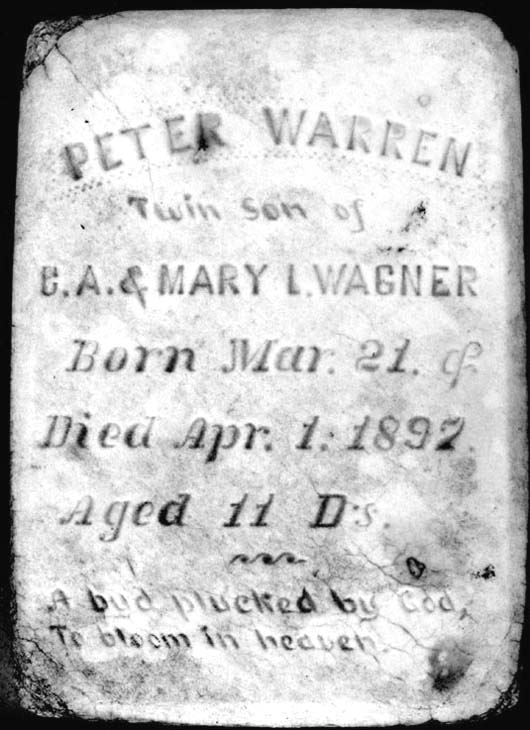 PETER WARREN
Twin Son of
C. A. & MARY L. WAGNER
Born Mar. 21. &
Died Apr. 1. 1897.
Aged 11 D's.
A bud plucked by God,
To bloom in heaven.